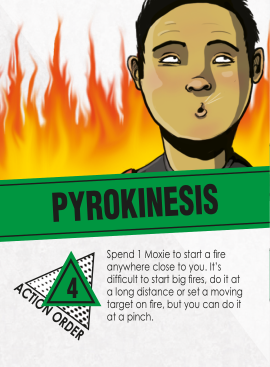 PYROKINESIS
Spend 1 Moxie to start a fire
anywhere close to you. It's
difficult to start big fires, do it at
a long distance or set a moving
target on fire, but you can do it
at a pinch.
4
ACTION ORDER